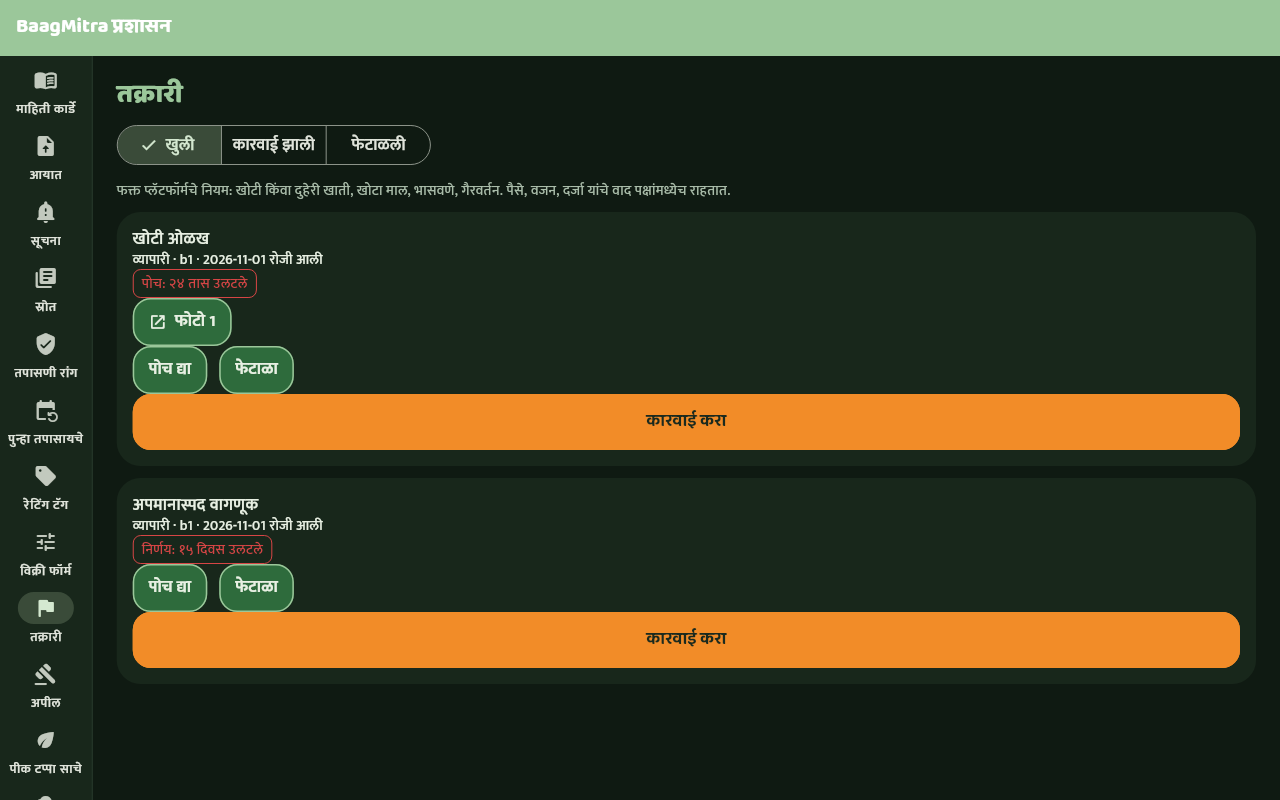 BaagMitra प्रशासन
माहिती कार्डे
आयात
सूचना
स्रोत
तपासणी रांग
पुन्हा तपासायचे
रेटिंग टॅग
विक्री फॉर्म
तक्रारी
अपील
पीक टप्पा साचे
तक्रारी
खुली
कारवाई झाली
फेटाळली
फक्त प्लॅटफॉर्मचे नियम: खोटी किंवा दुहेरी खाती, खोटा माल, भासवणे, गैरवर्तन. पैसे, वजन, दर्जा यांचे वाद पक्षांमध्येच राहतात.
खोटी ओळख
व्यापारी · b1 · 2026-11-01 रोजी आली
पोच: २४ तास उलटले
फोटो 1
पोच द्या
फेटाळा
कारवाई करा
अपमानास्पद वागणूक
व्यापारी · b1 · 2026-11-01 रोजी आली
निर्णय: १५ दिवस उलटले
पोच द्या
फेटाळा
कारवाई करा